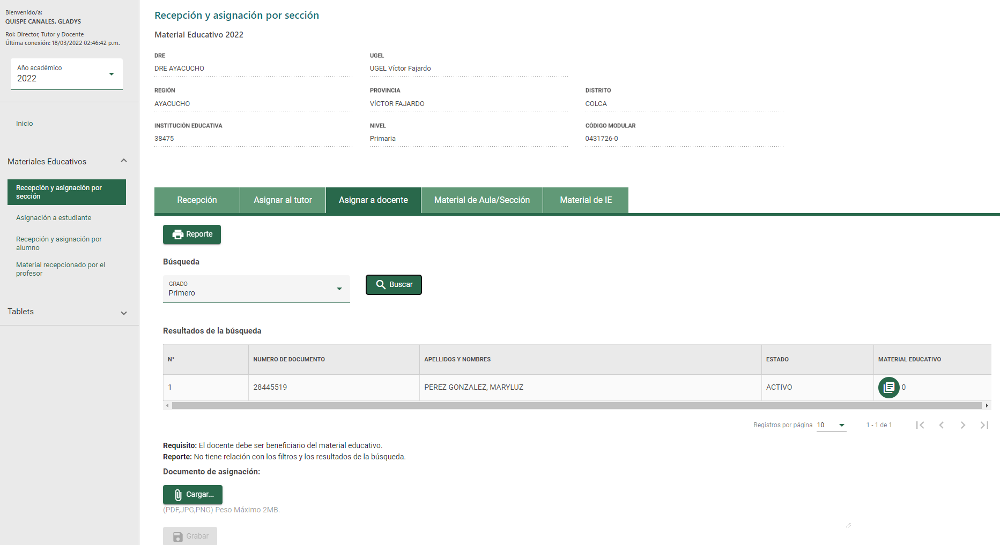 Bienvenido/a:
QUISPE CANALES, GLADYS
Rol: Director, Tutor y Docente
Última conexión: 18/03/2022 02:46:42 p.m.
Año académico
2022
Inicio
Materiales Educativos
Recepción y asignación por
sección
Asignación a estudiante
Recepción y asignación por
alumno
Material recepcionado por el
profesor
Tablets
Recepción y asignación por sección
Material Educativo 2022
DRE
DRE AYACUCHO
UGEL
UGEL Víctor Fajardo
REGIÓN
AYACUCHO
PROVINCIA
VÍCTOR FAJARDO
DISTRITO
COLCA
INSTITUCIÓN EDUCATIVA
38475
NIVEL
Primaria
CÓDIGO MODULAR
0431726-0
Recepción
Asignar al tutor
Asignar a docente
Material de Aula/Sección
Material de IE
Reporte
Búsqueda
GRADO
Primero
Buscar
Resultados de la búsqueda
N° NUMERO DE DOCUMENTO APELLIDOS Y NOMBRES ESTADO MATERIAL EDUCATIVO
1 28445519 PEREZ GONZALEZ, MARYLUZ ACTIVO 0
Registros por página 10 1 - 1 de 1
Requisito: El docente debe ser beneficiario del material educativo.
Reporte: No tiene relación con los filtros y los resultados de la búsqueda.
Documento de asignación:
Cargar...
(PDF,JPG,PNG) Peso Máximo 2MB.
Grabar